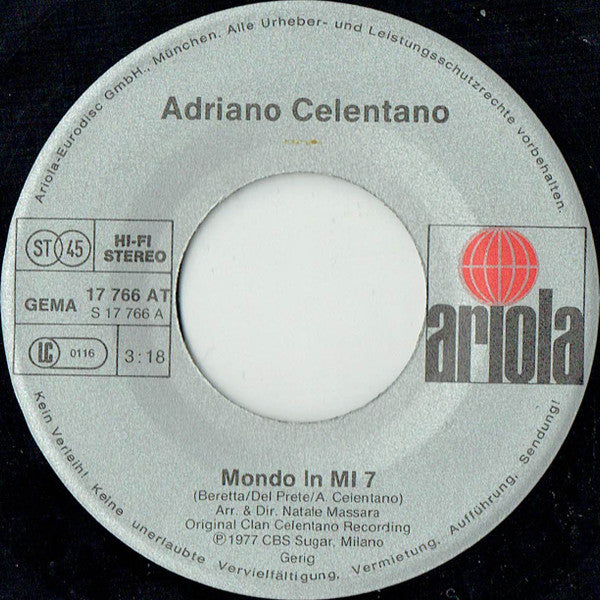 Ariola-Eurodisc GmbH., München. Alle Urheber- und Leistungsschutzrechte vorbehalten.
Adriano Celentano
ST 45
HI-FI
STEREO
GEMA
17 766 AT
S 17 766 A
LC 0116
3:18
ariola
Mondo In MI 7
(Beretta/Del Prete/A. Celentano)
Arr. & Dir. Natale Massara
Original Clan Celentano Recording
Ⓟ 1977 CBS Sugar, Milano
Gerig
Kein Verleih! Keine unerlaubte Vervielfältigung, Vermietung, Aufführung, Sendung!